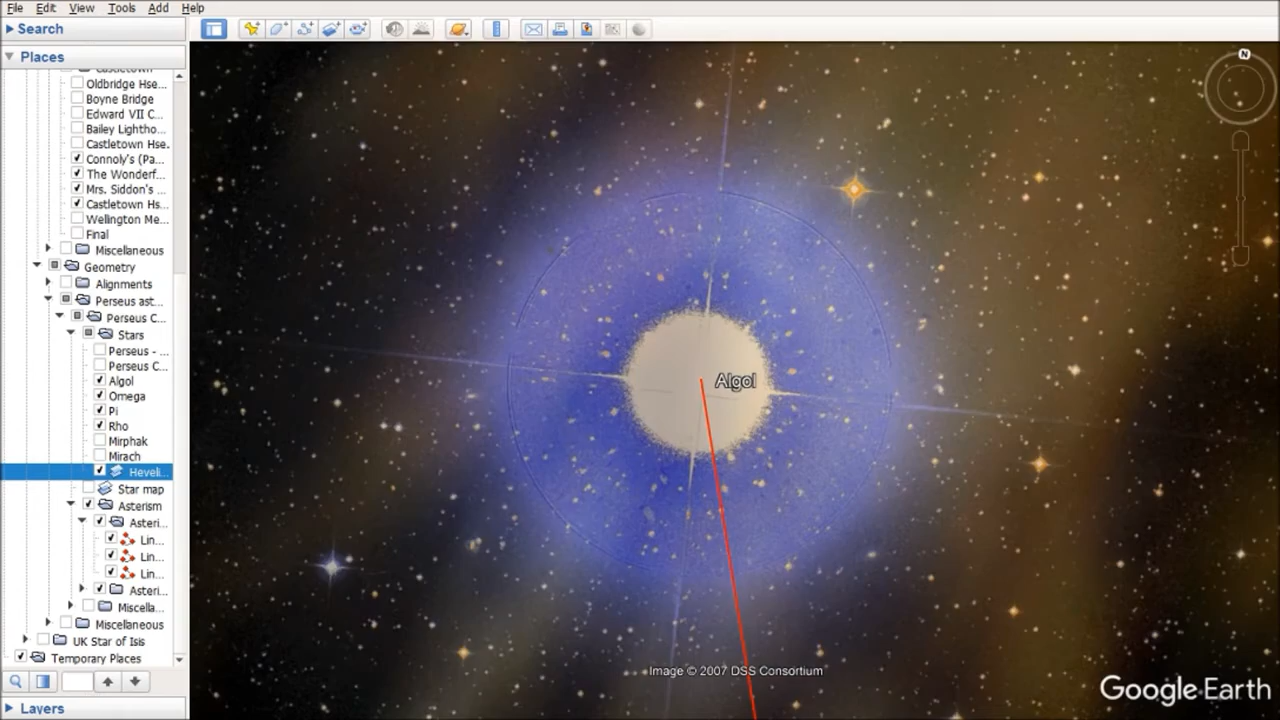 File Edit View Tools Add Help
Search
Places
Castletown
Oldbridge Hse...
Boyne Bridge
Edward VII C...
Bailey Lightho...
Castletown Hse.
Connoly's (Pa...
The Wonderf...
Mrs. Siddon's ...
Castletown Hs...
Wellington Me...
Final
Miscellaneous
Geometry
Alignments
Perseus ast...
Perseus C...
Stars
Perseus - ...
Perseus C...
Algol
Omega
Pi
Rho
Mirphak
Mirach
Heveli...
Star map
Asterism
Asteri...
Lin...
Lin...
Lin...
Asteri...
Miscella...
Miscellaneous
UK Star of Isis
Temporary Places
Layers
N
Algol
Image © 2007 DSS Consortium
Google Earth